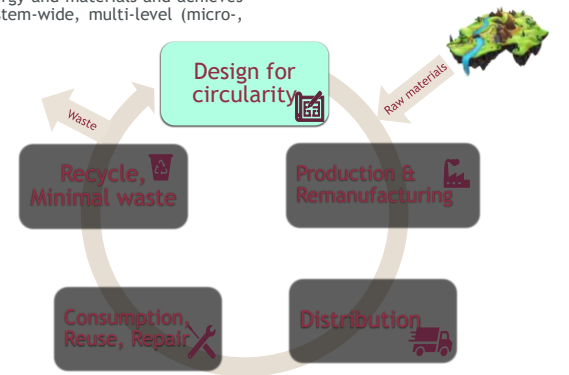 ergy and materials and achieves
stem-wide, multi-level (micro-,
Design for
circularity
Raw materials
Waste
Recycle,
Minimal waste
Production &
Remanufacturing
Consumption,
Reuse, Repair
Distribution